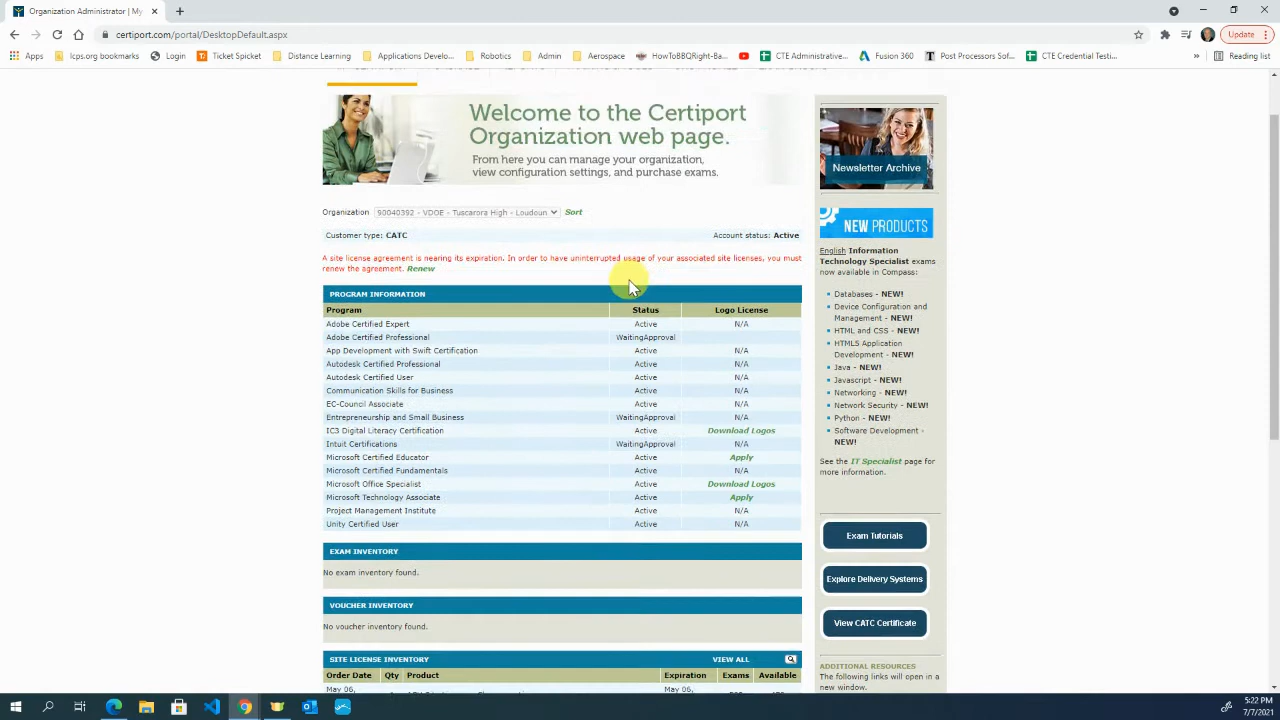 Organization Administrator | My
certiport.com/portal/DesktopDefault.aspx
Update
Apps
lcps.org-bookmarks
Login
Ticket Spicket
Distance Learning
Applications Develo...
Robotics
Admin
Aerospace
HowToBBQRight-Ba...
CTE Administrative...
Fusion 360
Post Processors Sof...
CTE Credential Testi...
»
Reading list
Welcome to the Certiport
Organization web page.
From here you can manage your organization,
view configuration settings, and purchase exams.
Organization 90040392 - VDOE - Tuscarora High - Loudoun Sort
Customer type: CATC Account status: Active
A site license agreement is nearing its expiration. In order to have uninterrupted usage of your associated site licenses, you must
renew the agreement. Renew
PROGRAM INFORMATION
Program Status Logo License
Adobe Certified Expert Active N/A
Adobe Certified Professional WaitingApproval
App Development with Swift Certification Active N/A
Autodesk Certified Professional Active N/A
Autodesk Certified User Active N/A
Communication Skills for Business Active N/A
EC-Council Associate Active N/A
Entrepreneurship and Small Business WaitingApproval N/A
IC3 Digital Literacy Certification Active Download Logos
Intuit Certifications WaitingApproval N/A
Microsoft Certified Educator Active Apply
Microsoft Certified Fundamentals Active N/A
Microsoft Office Specialist Active Download Logos
Microsoft Technology Associate Active Apply
Project Management Institute Active N/A
Unity Certified User Active N/A
EXAM INVENTORY
No exam inventory found.
VOUCHER INVENTORY
No voucher inventory found.
SITE LICENSE INVENTORY VIEW ALL
Order Date Qty Product Expiration Exams Available
May 06, May 06,
Newsletter Archive
NEW PRODUCTS
English Information
Technology Specialist exams
now available in Compass:
Databases - NEW!
Device Configuration and
Management - NEW!
HTML and CSS - NEW!
HTML5 Application
Development - NEW!
Java - NEW!
Javascript - NEW!
Networking - NEW!
Network Security - NEW!
Python - NEW!
Software Development -
NEW!
See the IT Specialist page for
more information.
Exam Tutorials
Explore Delivery Systems
View CATC Certificate
ADDITIONAL RESOURCES
The following links will open in a
new window.
5:22 PM
7/7/2021